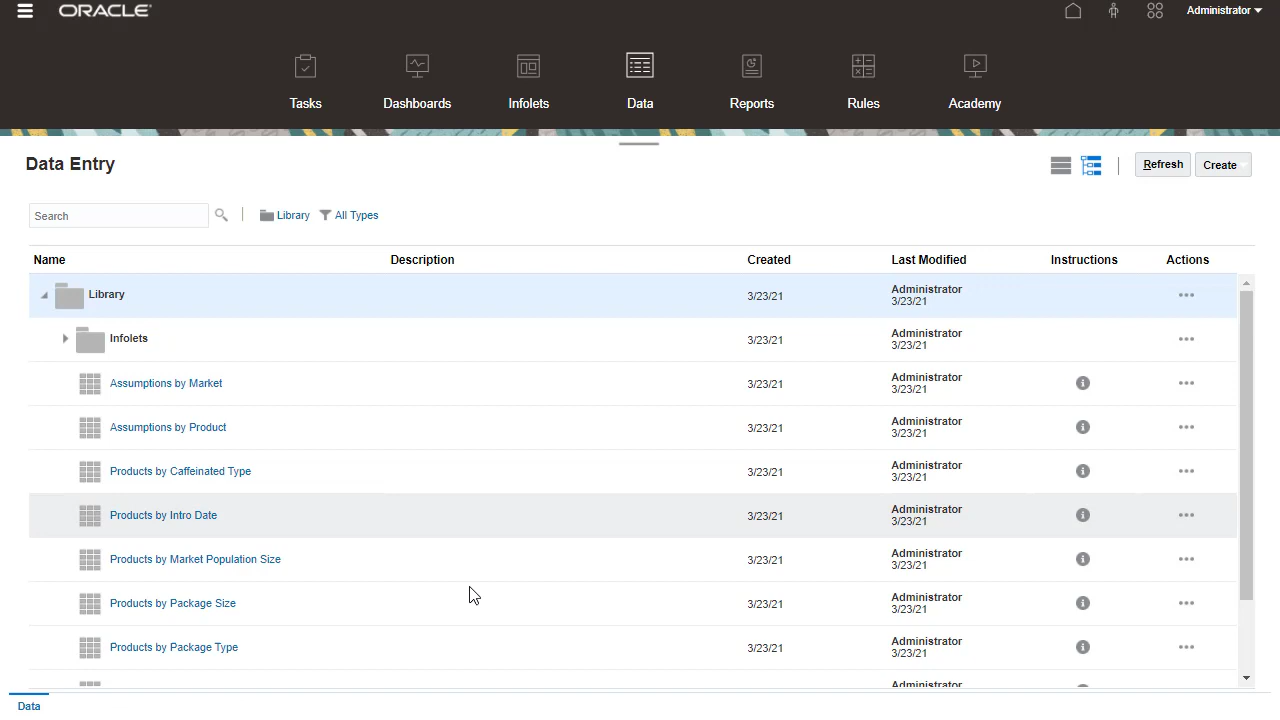 ORACLE
Administrator
Tasks
Dashboards
Infolets
Data
Reports
Rules
Academy
Data Entry
Refresh
Create
Search
Library
All Types
Name Description Created Last Modified Instructions Actions
Library 3/23/21 Administrator
3/23/21
Infolets 3/23/21 Administrator
3/23/21
Assumptions by Market 3/23/21 Administrator
3/23/21
Assumptions by Product 3/23/21 Administrator
3/23/21
Products by Caffeinated Type 3/23/21 Administrator
3/23/21
Products by Intro Date 3/23/21 Administrator
3/23/21
Products by Market Population Size 3/23/21 Administrator
3/23/21
Products by Package Size 3/23/21 Administrator
3/23/21
Products by Package Type 3/23/21 Administrator
3/23/21
Administrator
Data